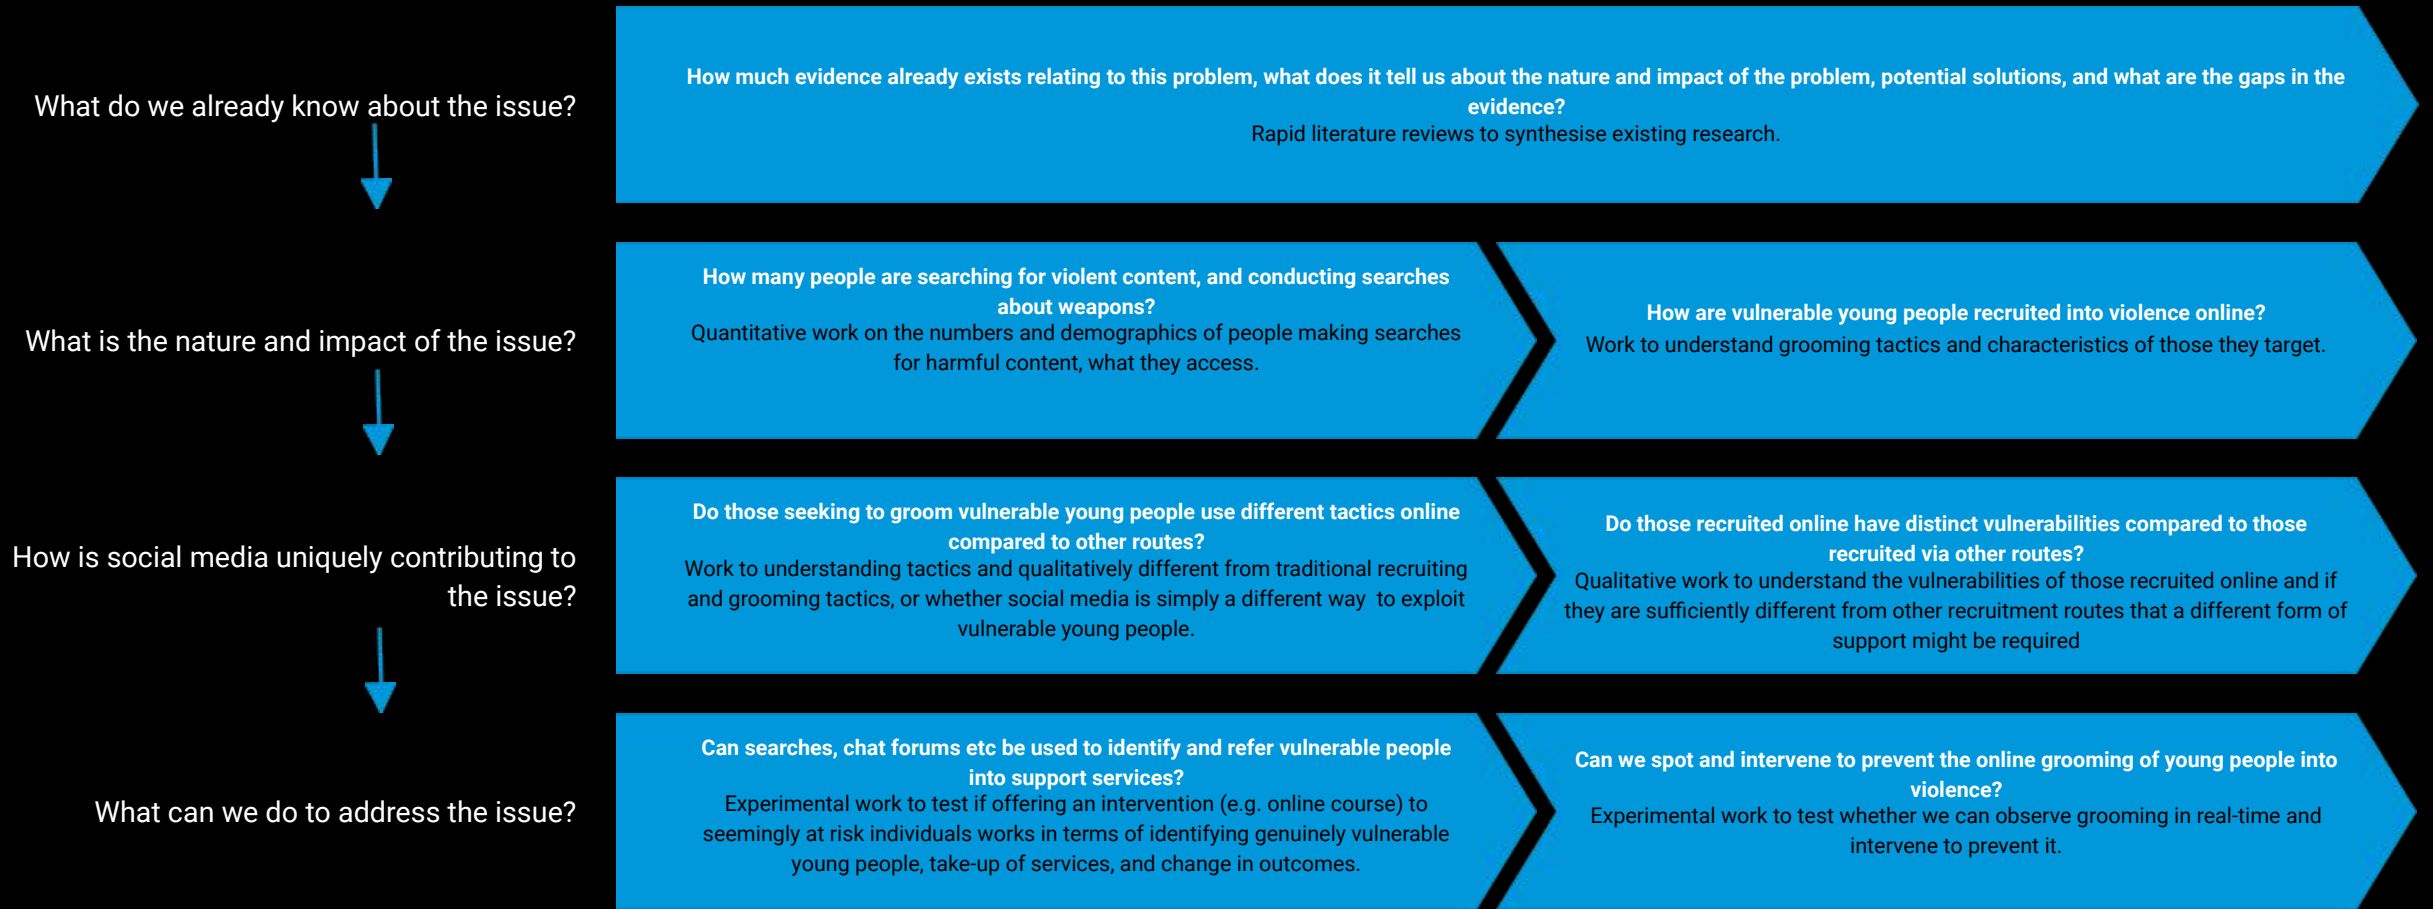 What do we already know about the issue?
How much evidence already exists relating to this problem, what does it tell us about the nature and impact of the problem, potential solutions, and what are the gaps in the
evidence?
Rapid literature reviews to synthesise existing research.
What is the nature and impact of the issue?
How many people are searching for violent content, and conducting searches
about weapons?
Quantitative work on the numbers and demographics of people making searches
for harmful content, what they access.
How are vulnerable young people recruited into violence online?
Work to understand grooming tactics and characteristics of those they target.
How is social media uniquely contributing to
the issue?
Do those seeking to groom vulnerable young people use different tactics online
compared to other routes?
Work to understanding tactics and qualitatively different from traditional recruiting
and grooming tactics, or whether social media is simply a different way  to exploit
vulnerable young people.
Do those recruited online have distinct vulnerabilities compared to those
recruited via other routes?
Qualitative work to understand the vulnerabilities of those recruited online and if
they are sufficiently different from other recruitment routes that a different form of
support might be required
What can we do to address the issue?
Can searches, chat forums etc be used to identify and refer vulnerable people
into support services?
Experimental work to test if offering an intervention (e.g. online course) to
seemingly at risk individuals works in terms of identifying genuinely vulnerable
young people, take-up of services, and change in outcomes.
Can we spot and intervene to prevent the online grooming of young people into
violence?
Experimental work to test whether we can observe grooming in real-time and
intervene to prevent it.